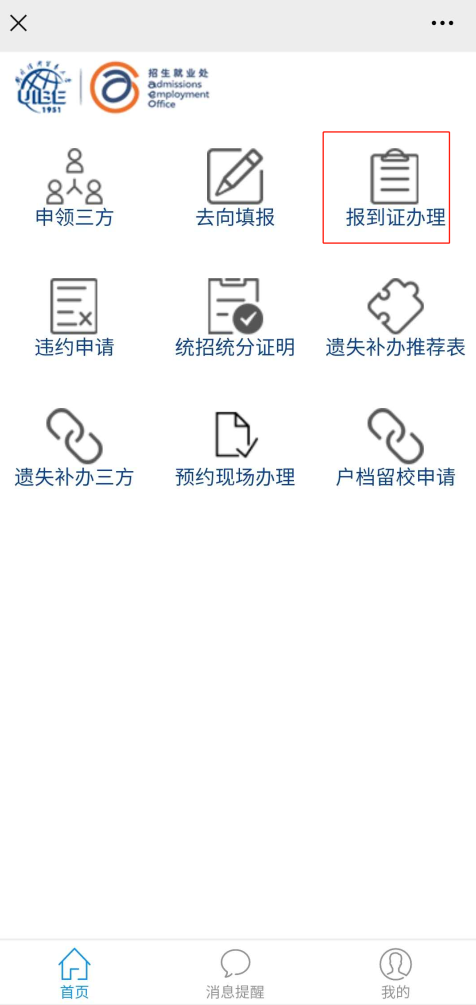 UIBE
1951
招生就业处
admissions
employment
Office
申领三方
去向填报
报到证办理
违约申请
统招统分证明
遗失补办推荐表
遗失补办三方
预约现场办理
户档留校申请
首页
消息提醒
我的